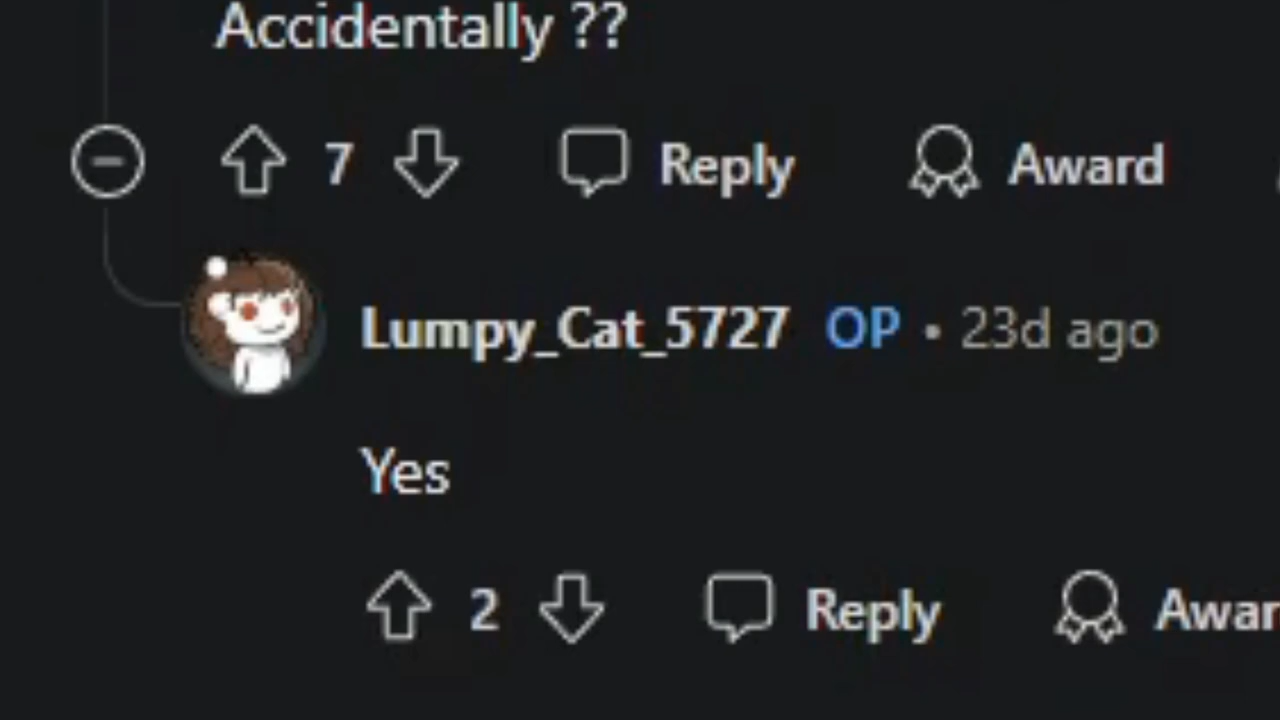 Accidentally ??
7 Reply Award
Lumpy_Cat_5727 OP • 23d ago
Yes
2 Reply Awar